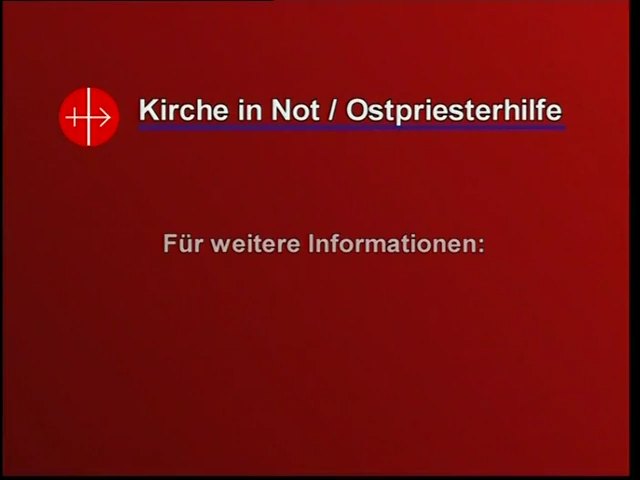 Kirche in Not / Ostpriesterhilfe
Für weitere Informationen: